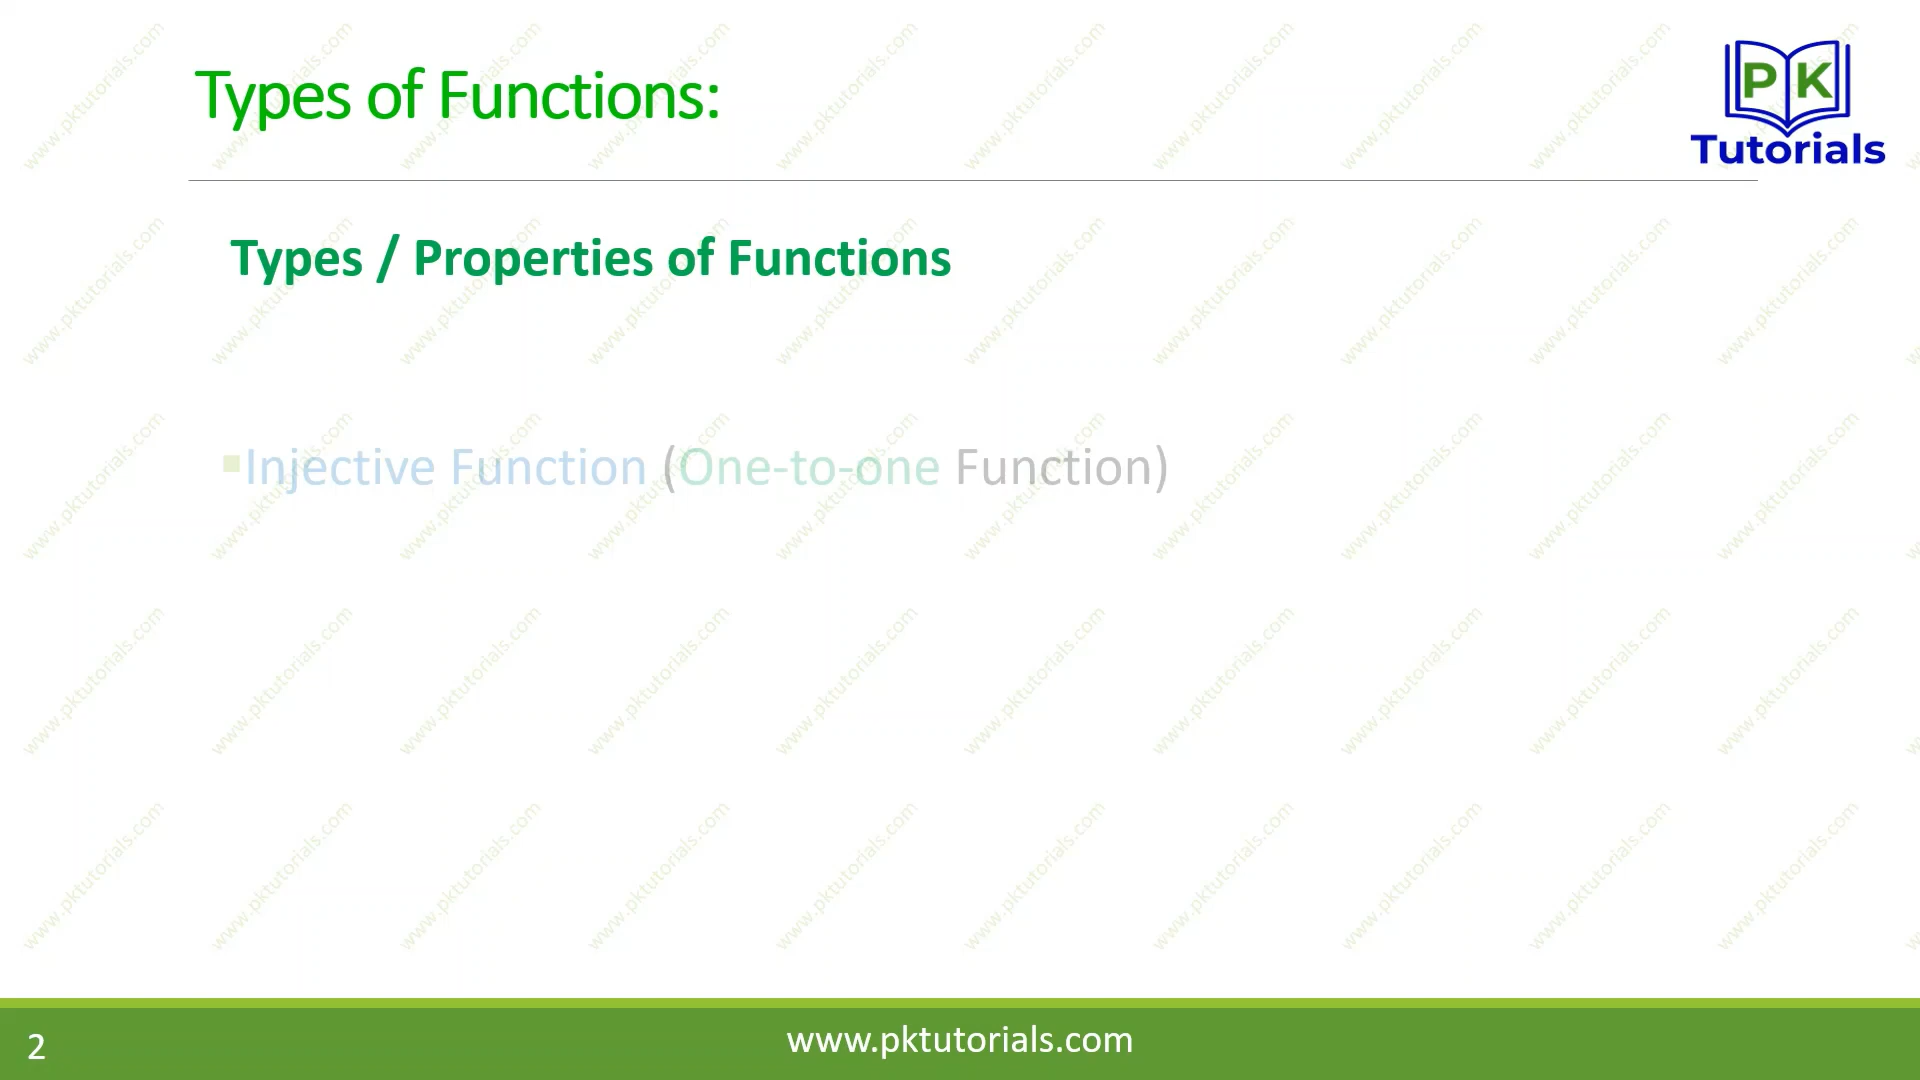 Types of Functions:
PK
Tutorials
Types / Properties of Functions
▪Injective Function (One-to-one Function)
2
www.pktutorials.com